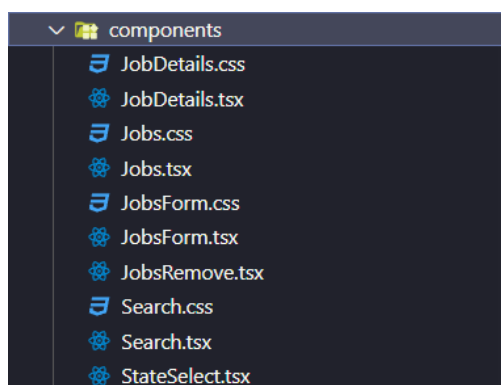 components
JobDetails.css
JobDetails.tsx
Jobs.css
Jobs.tsx
JobsForm.css
JobsForm.tsx
JobsRemove.tsx
Search.css
Search.tsx
StateSelect.tsx